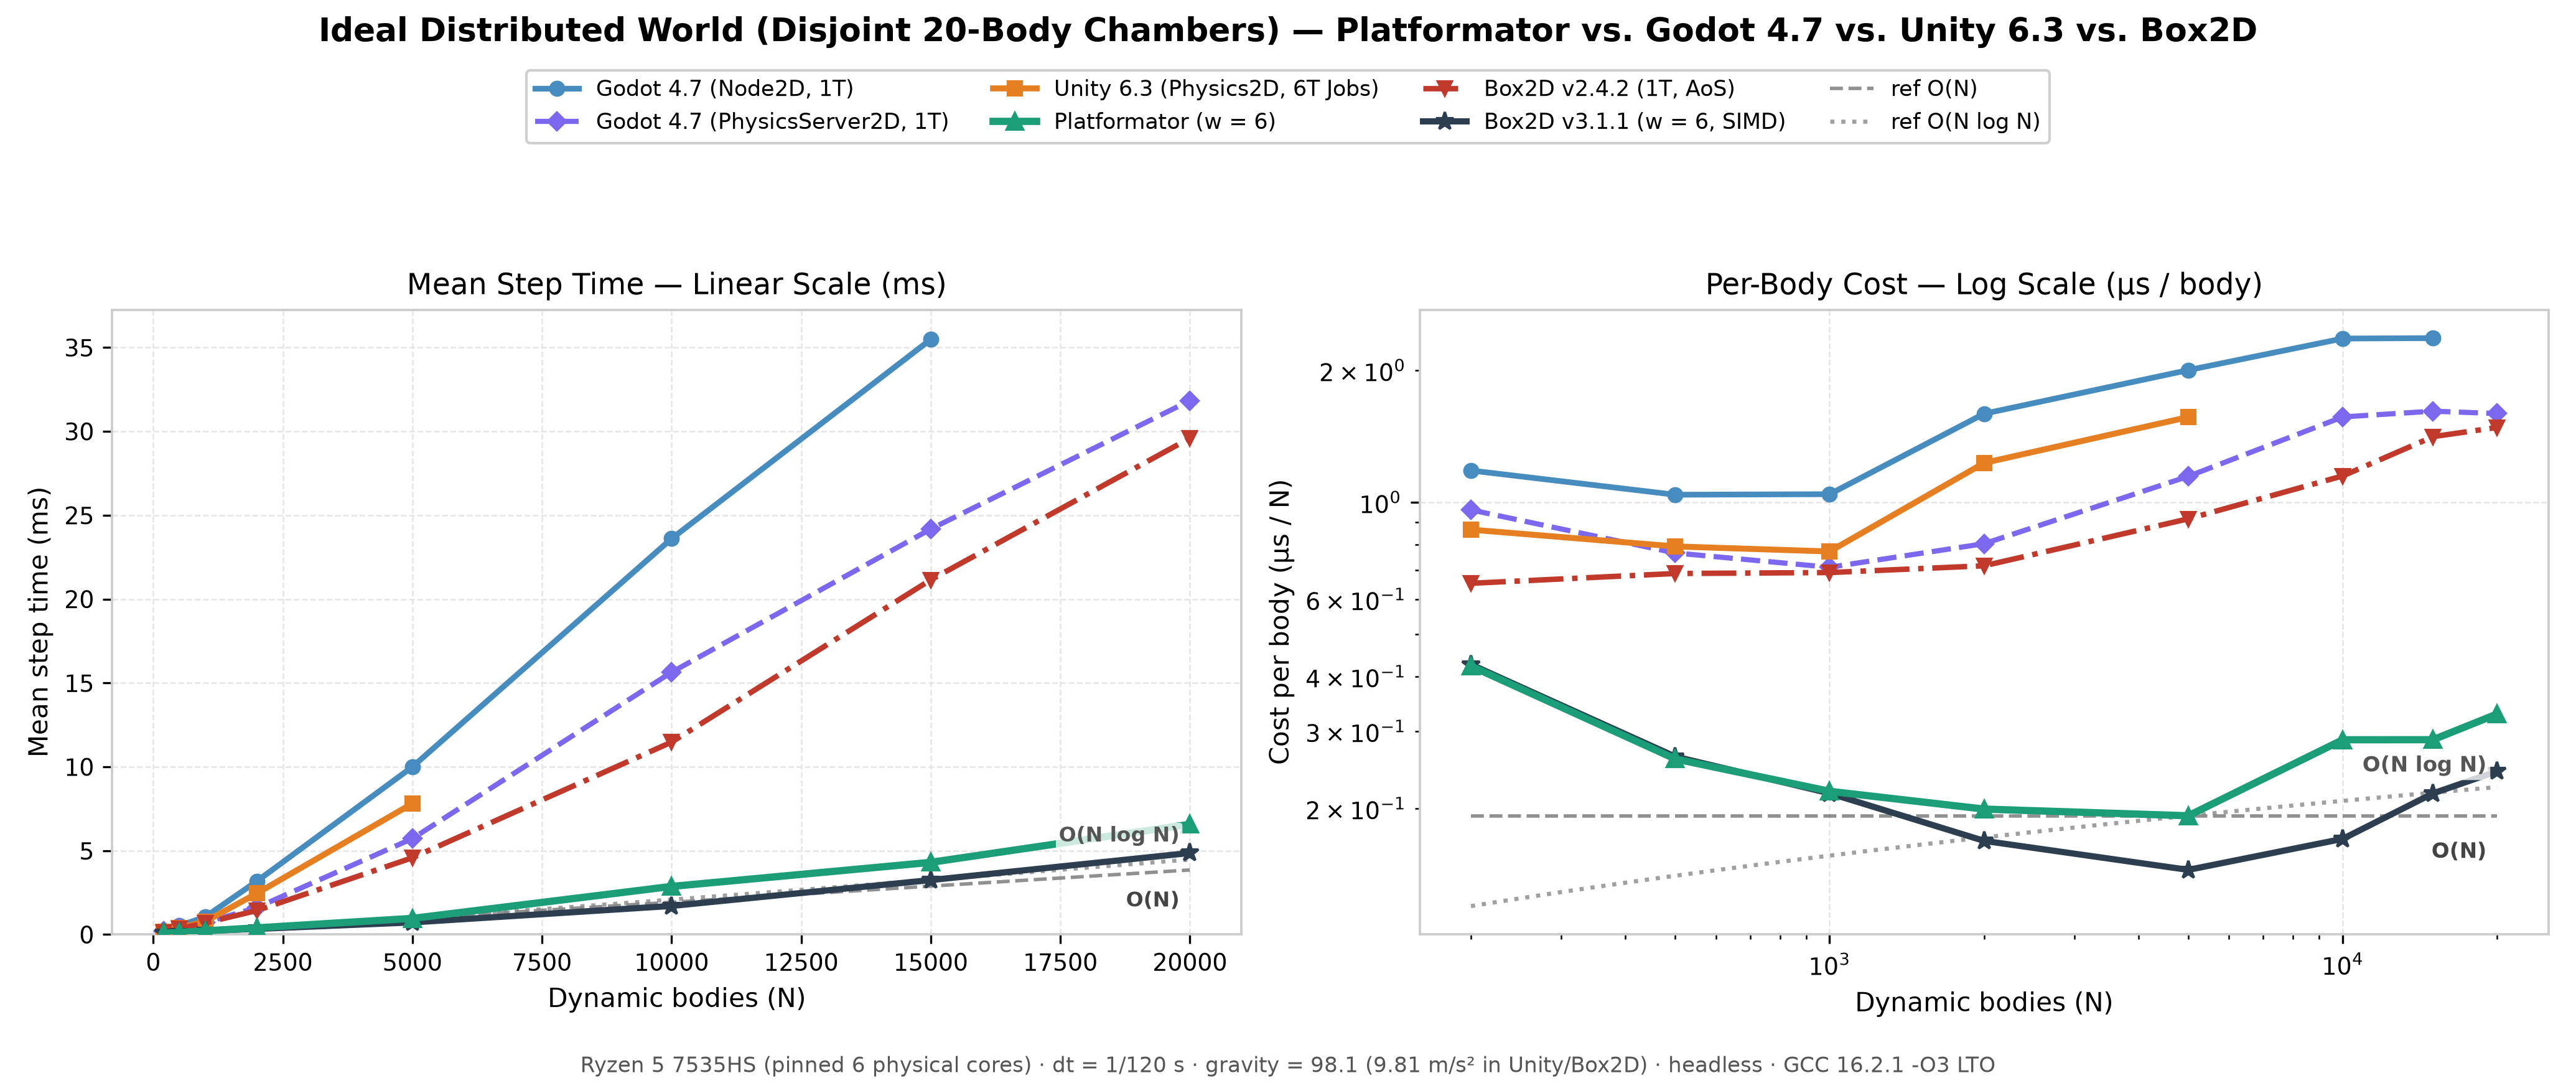 Ideal Distributed World (Disjoint 20-Body Chambers) — Platformator vs. Godot 4.7 vs. Unity 6.3 vs. Box2D
Godot 4.7 (Node2D, 1T)
Godot 4.7 (PhysicsServer2D, 1T)
Unity 6.3 (Physics2D, 6T Jobs)
Platformator (w = 6)
Box2D v2.4.2 (1T, AoS)
Box2D v3.1.1 (w = 6, SIMD)
ref O(N)
ref O(N log N)
Mean Step Time — Linear Scale (ms)
Mean step time (ms)
35
30
25
20
15
10
5
0
O(N log N)
O(N)
0 2500 5000 7500 10000 12500 15000 17500 20000
Dynamic bodies (N)
Per-Body Cost — Log Scale (µs / body)
Cost per body (µs / N)
2 × 10⁰
10⁰
6 × 10⁻¹
4 × 10⁻¹
3 × 10⁻¹
2 × 10⁻¹
O(N log N)
O(N)
10³ 10⁴
Dynamic bodies (N)
Ryzen 5 7535HS (pinned 6 physical cores) · dt = 1/120 s · gravity = 98.1 (9.81 m/s² in Unity/Box2D) · headless · GCC 16.2.1 -O3 LTO